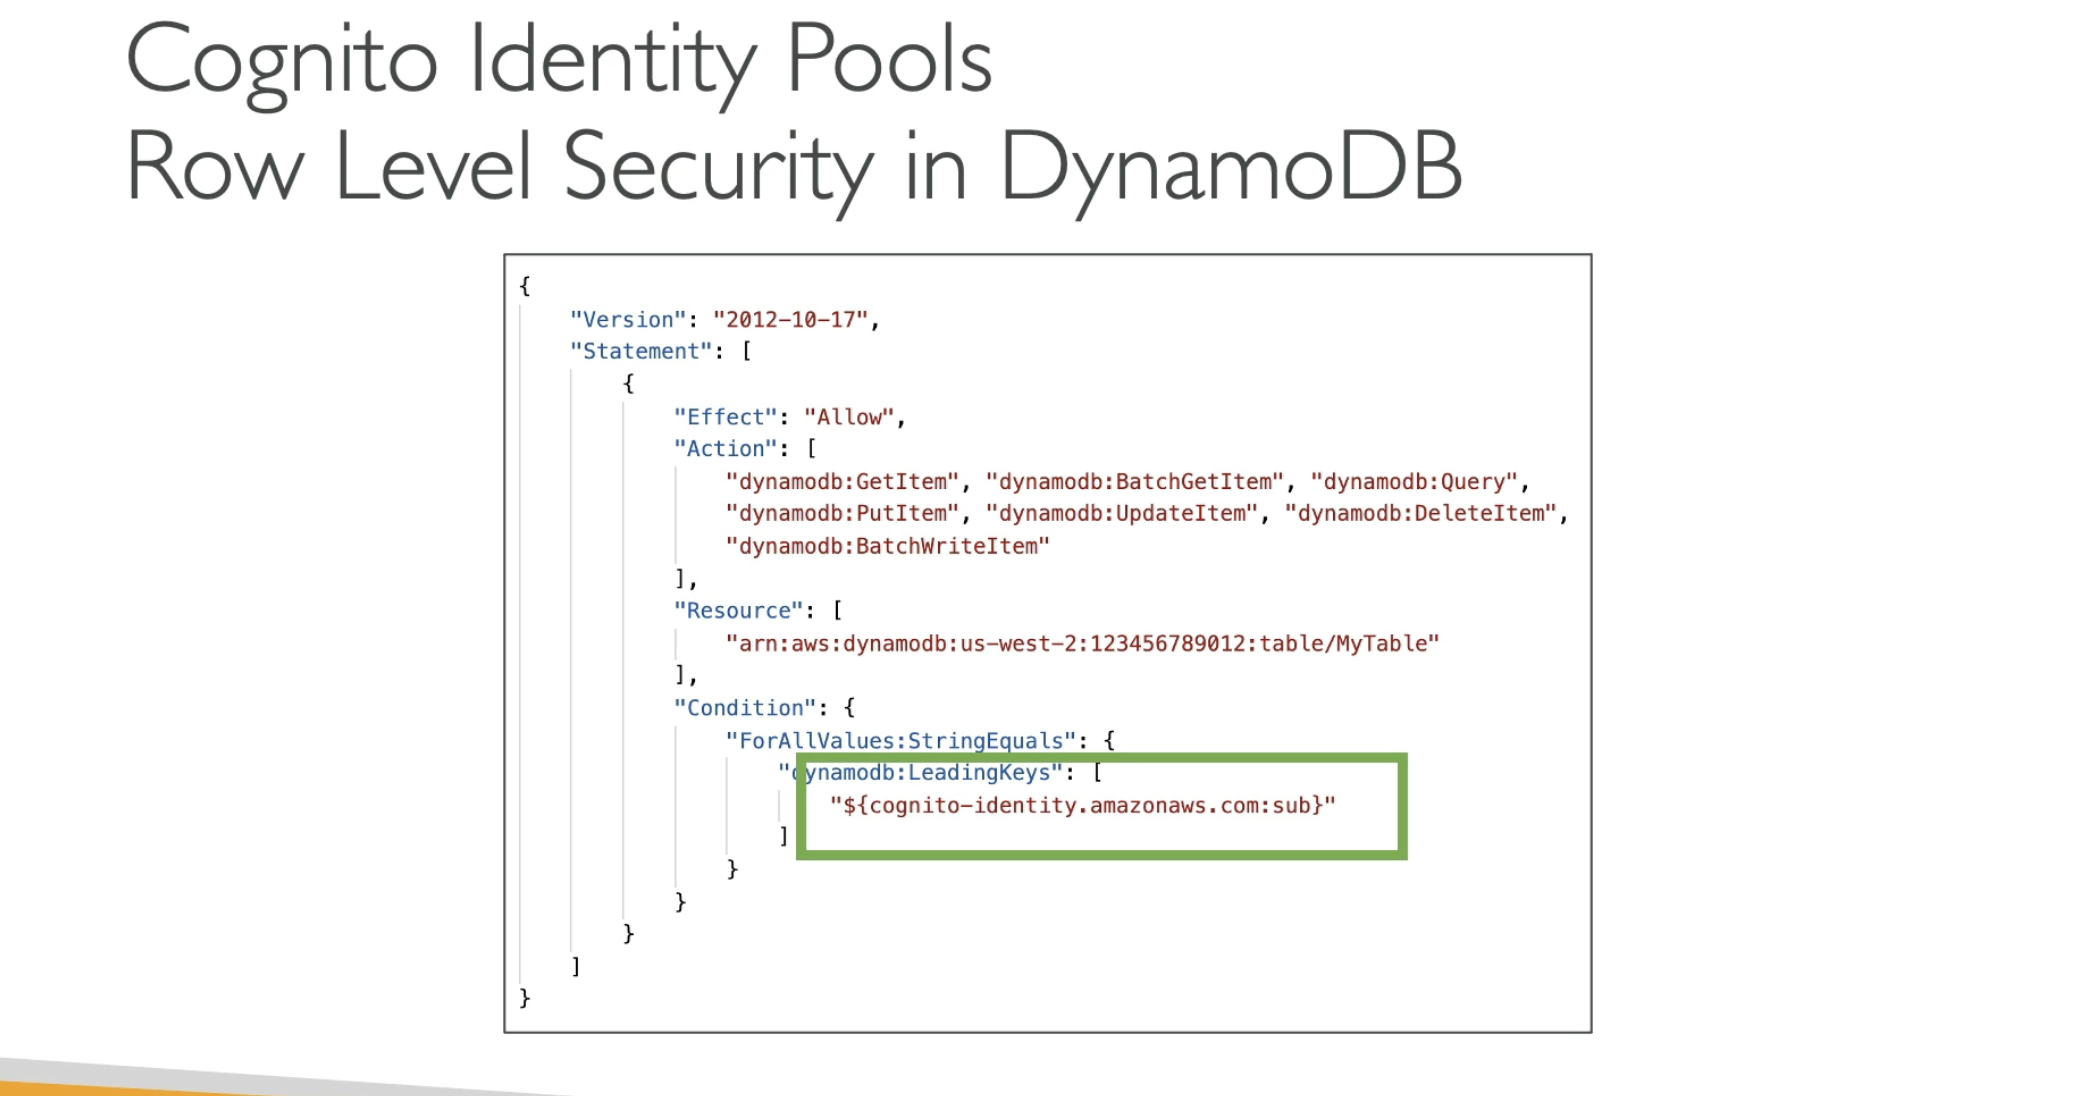 Cognito Identity Pools
Row Level Security in DynamoDB
{
"Version": "2012-10-17",
"Statement": [
{
"Effect": "Allow",
"Action": [
"dynamodb:GetItem", "dynamodb:BatchGetItem", "dynamodb:Query",
"dynamodb:PutItem", "dynamodb:UpdateItem", "dynamodb:DeleteItem",
"dynamodb:BatchWriteItem"
],
"Resource": [
"arn:aws:dynamodb:us-west-2:123456789012:table/MyTable"
],
"Condition": {
"ForAllValues:StringEquals": {
"dynamodb:LeadingKeys": [
"${cognito-identity.amazonaws.com:sub}"
]
}
}
}
]
}